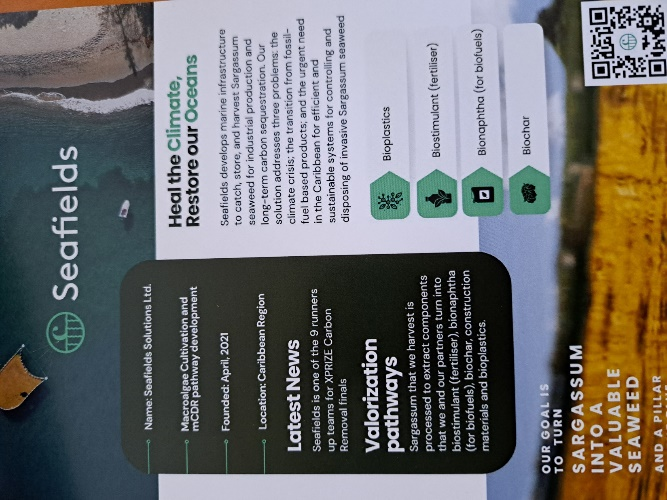 Seafields
Name: Seafields Solutions Ltd.
Macroalgae Cultivation and
mCDR pathway development
Founded: April, 2021
Location: Caribbean Region
Latest News
Seafields is one of the 9 runners
up teams for XPRIZE Carbon
Removal finals
Valorization
pathways
Sargassum that we harvest is
processed to extract components
that we and our partners turn into
biostimulant (fertiliser), bionaphtha
(for biofuels), biochar, construction
materials and bioplastics.
Heal the Climate,
Restore our Oceans
Seafields develops marine infrastructure
to catch, store, and harvest Sargassum
seaweed for industrial production and
long-term carbon sequestration. Our
solution addresses three problems: the
climate crisis; the transition from fossil-
fuel based products; and the urgent need
in the Caribbean for efficient and
sustainable systems for controlling and
disposing of invasive Sargassum seaweed
Bioplastics
Biostimulant (fertiliser)
Bionaphtha (for biofuels)
Biochar
OUR GOAL IS
TO TURN
SARGASSUM
INTO A
VALUABLE
SEAWEED
AND A PILLAR